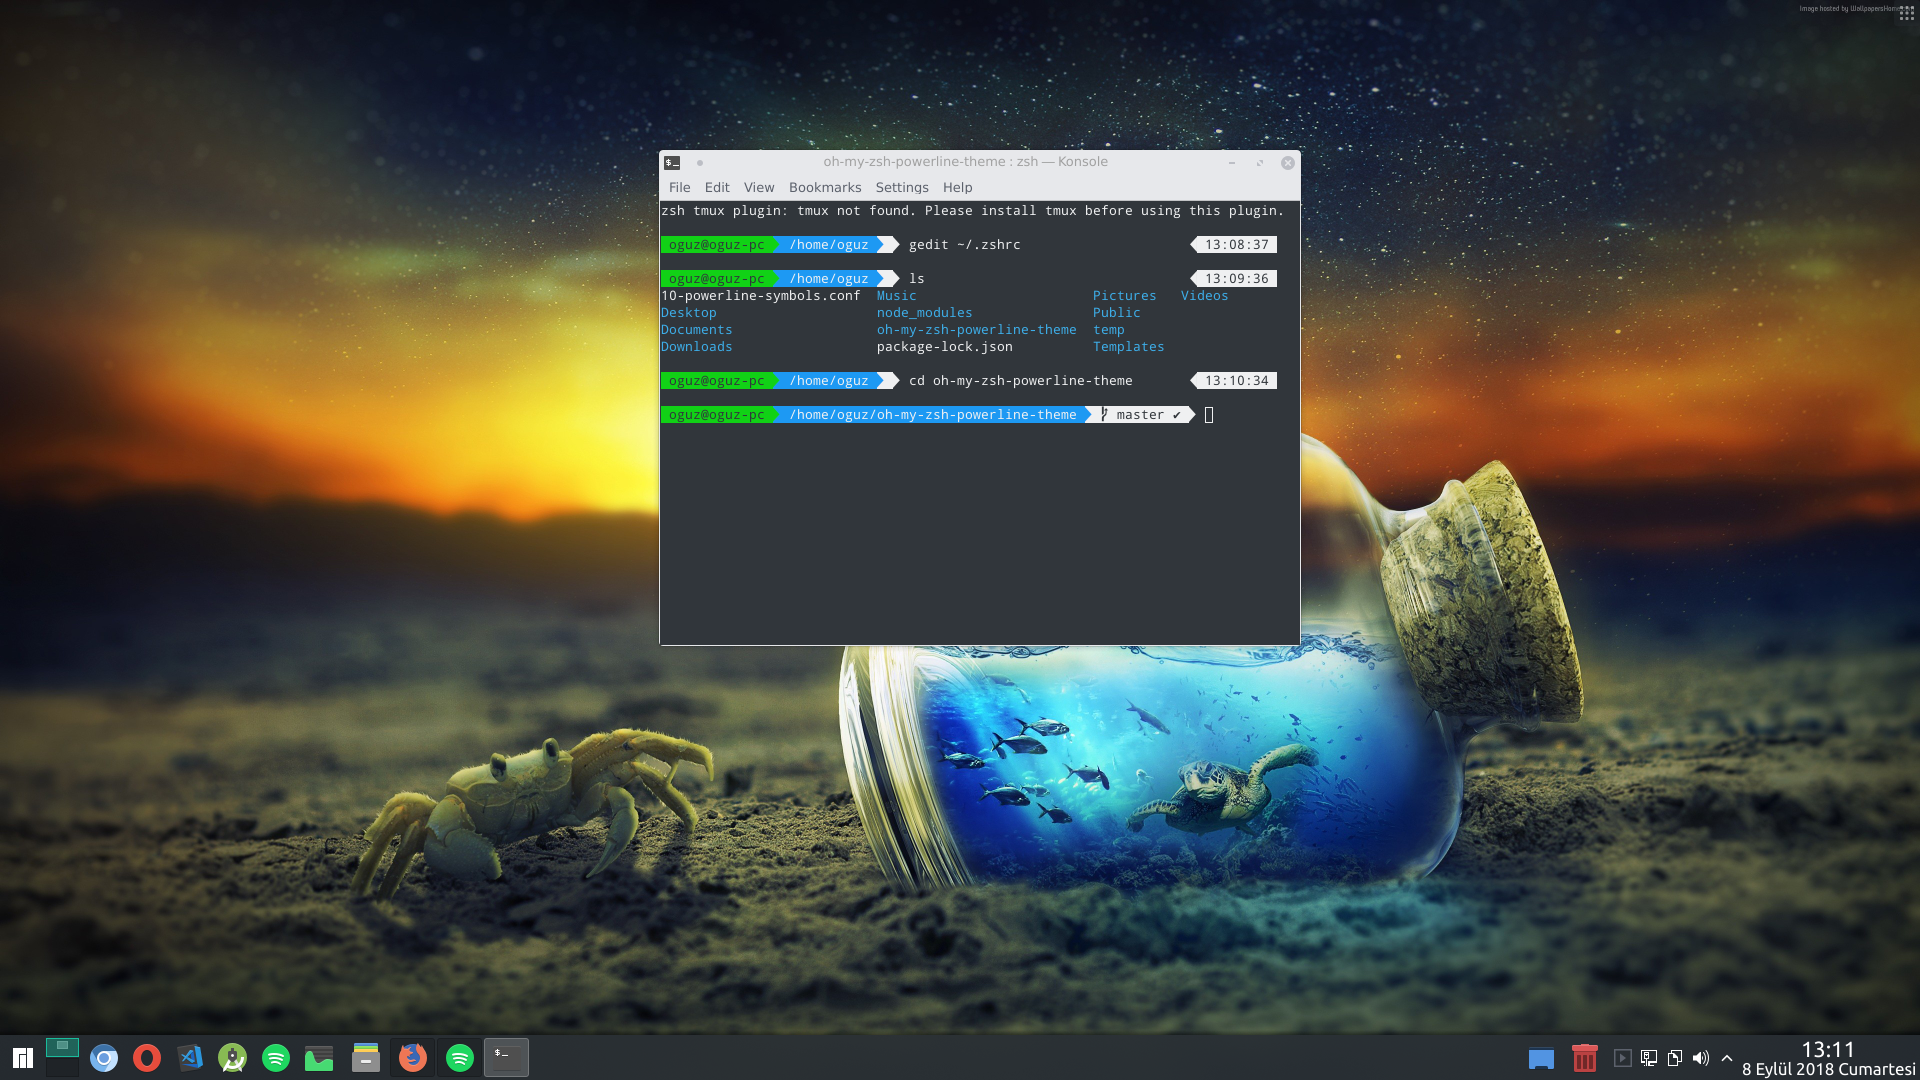 Image hosted by WallpapersHome
oh-my-zsh-powerline-theme : zsh — Konsole
File Edit View Bookmarks Settings Help
zsh tmux plugin: tmux not found. Please install tmux before using this plugin.
oguz@oguz-pc /home/oguz gedit ~/.zshrc 13:08:37
oguz@oguz-pc /home/oguz ls 13:09:36
10-powerline-symbols.conf Music Pictures Videos
Desktop node_modules Public
Documents oh-my-zsh-powerline-theme temp
Downloads package-lock.json Templates
oguz@oguz-pc /home/oguz cd oh-my-zsh-powerline-theme 13:10:34
oguz@oguz-pc /home/oguz/oh-my-zsh-powerline-theme master ✔
13:11
8 Eylül 2018 Cumartesi